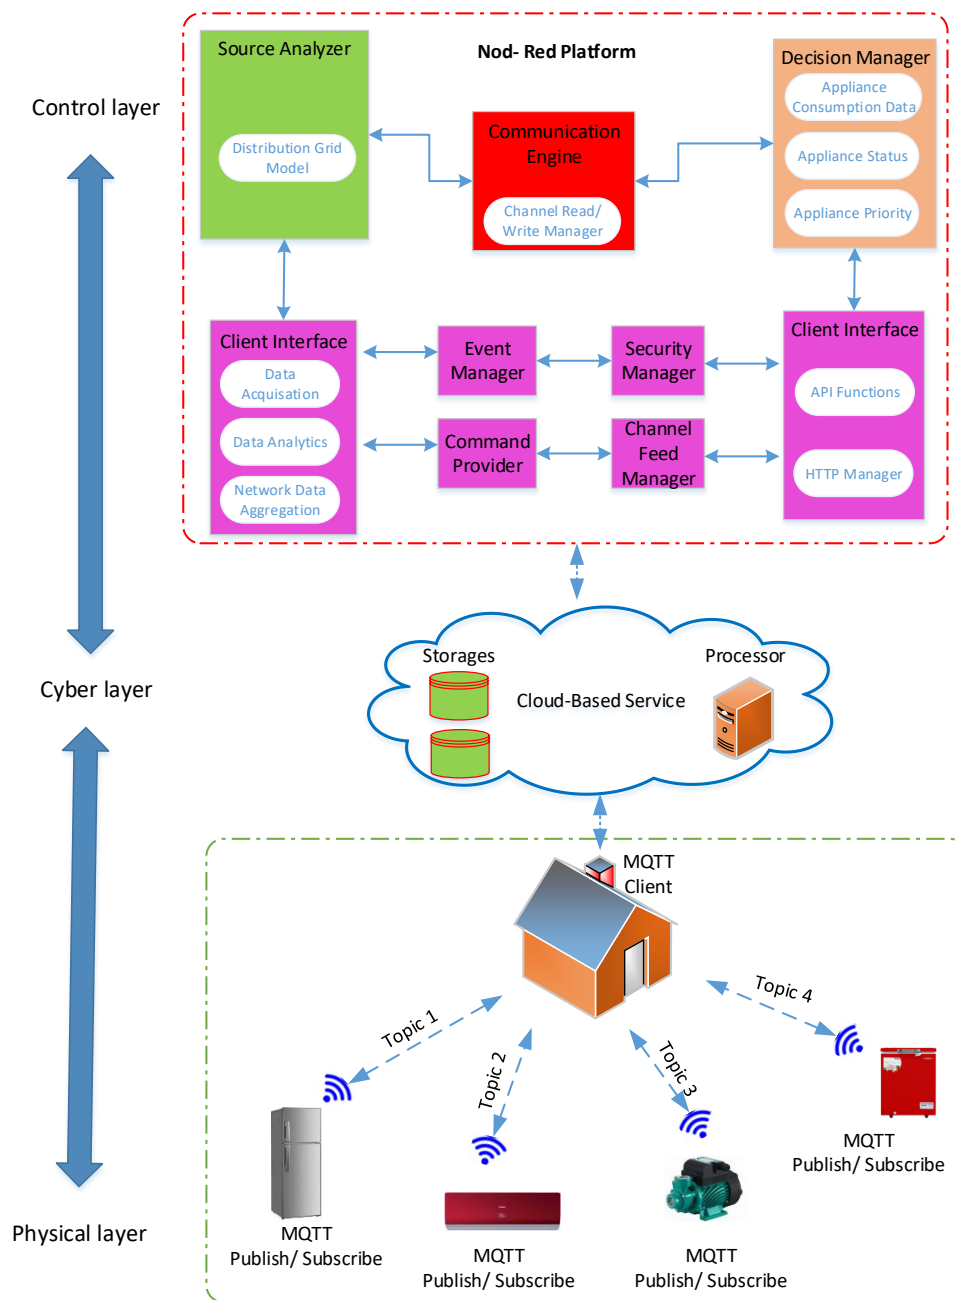 Control layer
Cyber layer
Physical layer
Nod- Red Platform
Source Analyzer
Distribution Grid
Model
Communication
Engine
Channel Read/
Write Manager
Decision Manager
Appliance
Consumption Data
Appliance Status
Appliance Priority
Client Interface
Data
Acquisation
Data Analytics
Network Data
Aggregation
Event
Manager
Security
Manager
Command
Provider
Channel
Feed
Manager
Client Interface
API Functions
HTTP Manager
Storages
Processor
Cloud-Based Service
MQTT
Client
Topic 1
Topic 2
Topic 3
Topic 4
MQTT
Publish/ Subscribe
MQTT
Publish/ Subscribe
MQTT
Publish/ Subscribe
MQTT
Publish/ Subscribe